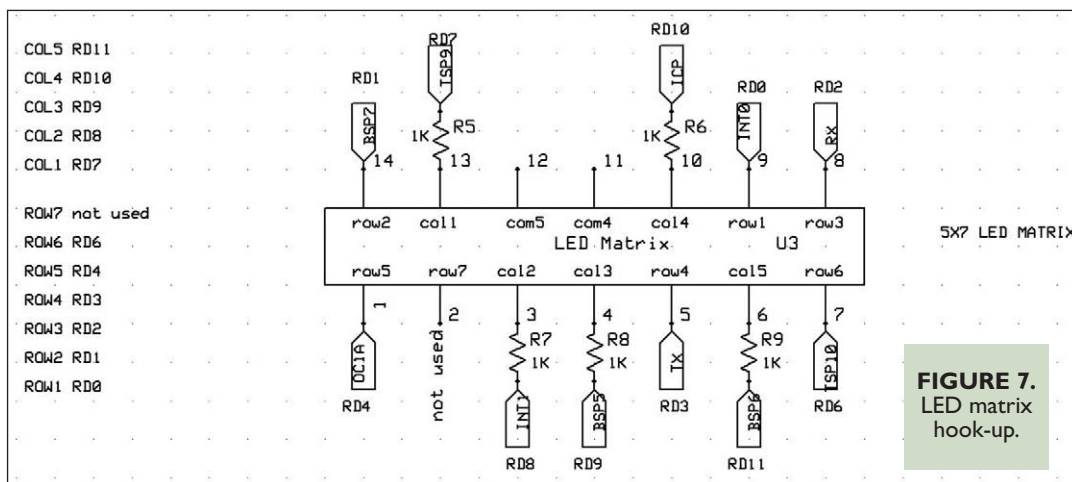 COL5 RD11
COL4 RD10
COL3 RD9
COL2 RD8
COL1 RD7
ROW7 not used
ROW6 RD6
ROW5 RD4
ROW4 RD3
ROW3 RD2
ROW2 RD1
ROW1 RD0
RD1
RD7
RD10
RD0
RD2
BSP7
TSP9
ICP
INT0
RX
1K R5
1K R6
14
13
12
11
10
9
8
row2
col1
com5
com4
col4
row1
row3
LED Matrix U3
5X7 LED MATRIX
row5
row7
col2
col3
row4
col5
row6
1
2
3
4
5
6
7
R7
1K
R8
1K
R9
1K
OC1A
not used
INT1
BSP5
TX
BSP6
TSP10
RD4
RD8
RD9
RD3
RD11
RD6
FIGURE 7.
LED matrix
hook-up.